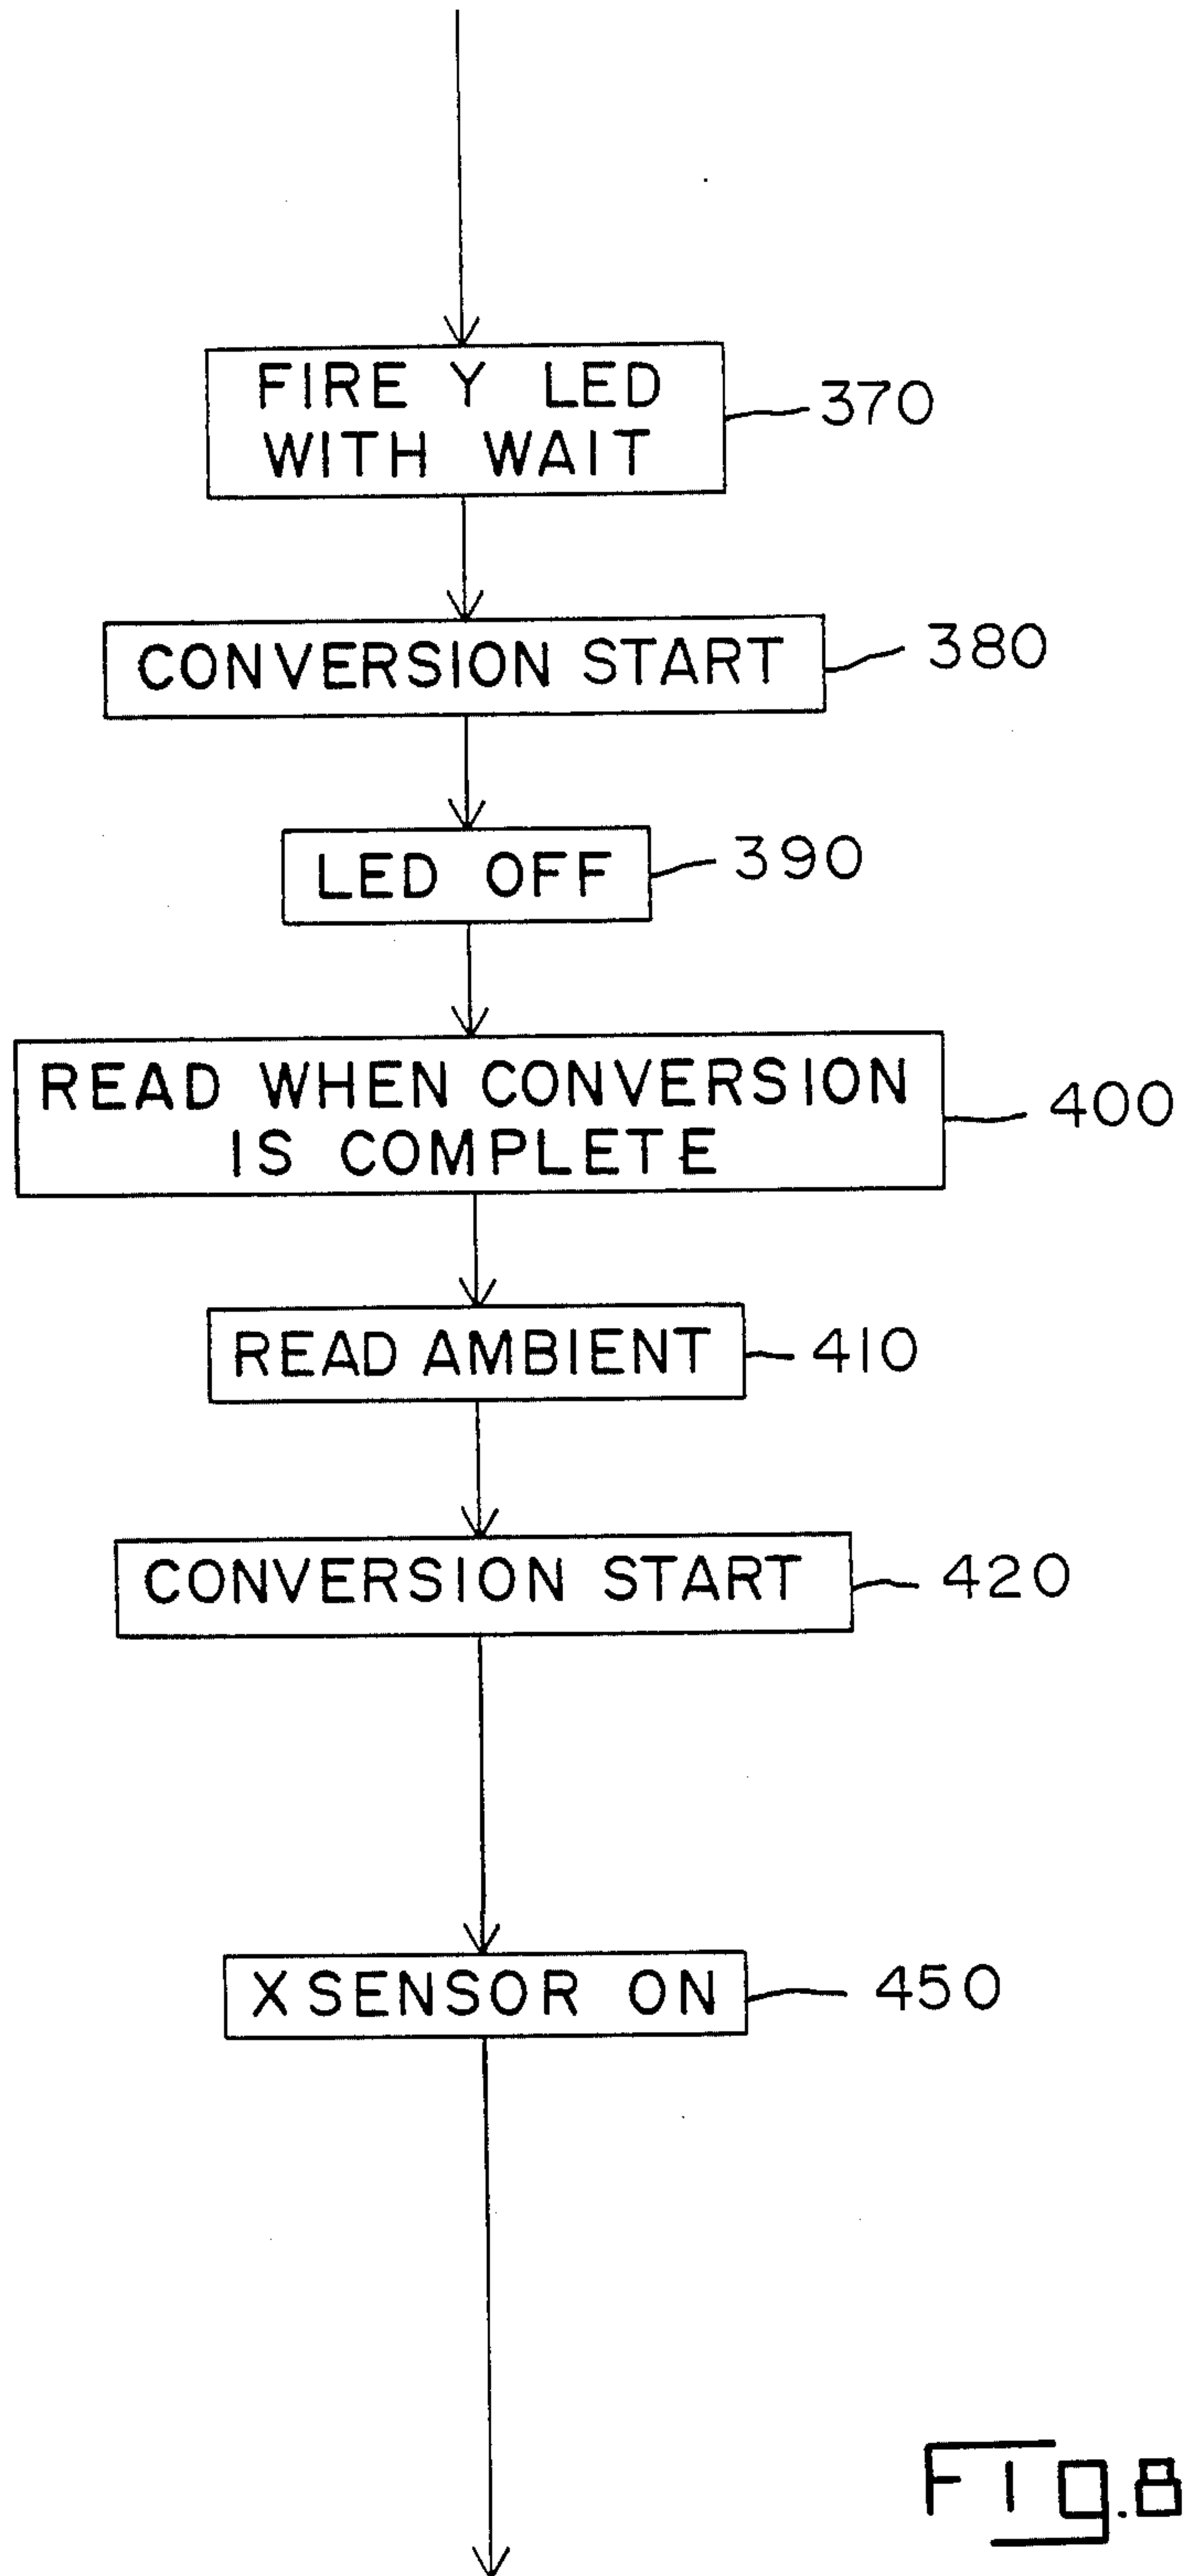 FIRE Y LED
WITH WAIT
370
CONVERSION START
380
LED OFF
390
READ WHEN CONVERSION
IS COMPLETE
400
READ AMBIENT
410
CONVERSION START
420
X SENSOR ON
450
Fig.8